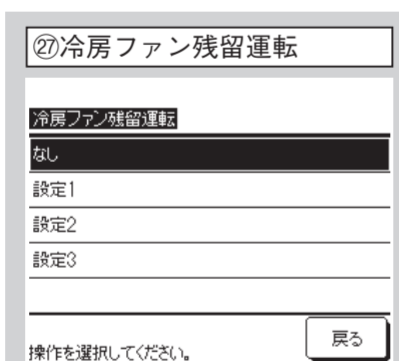 ㉗冷房ファン残留運転
冷房ファン残留運転
なし
設定1
設定2
設定3
操作を選択してください。
戻る